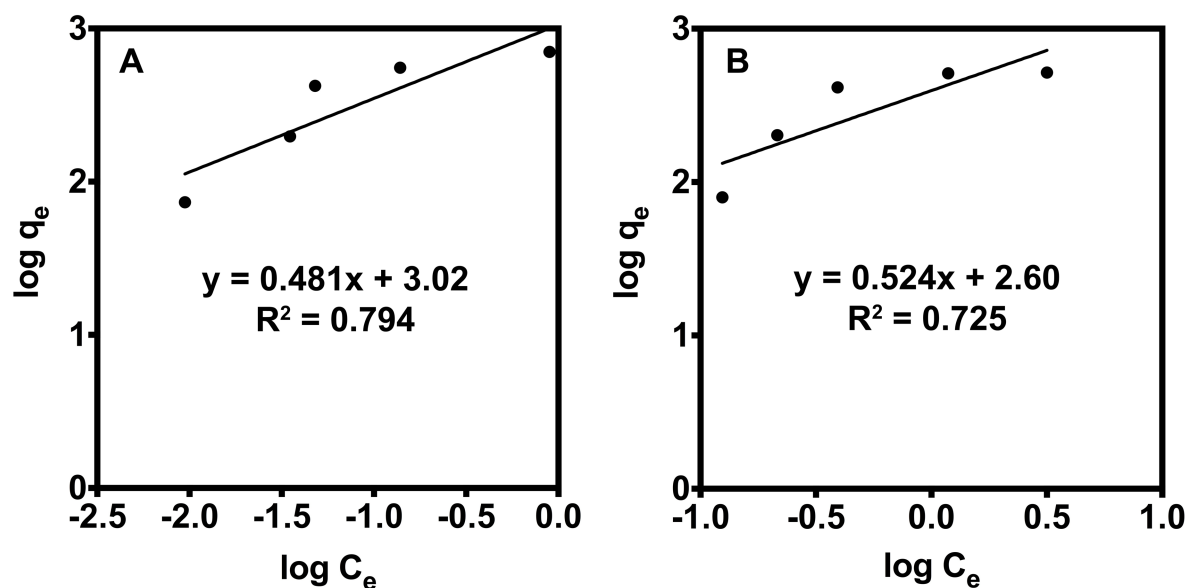 A
3
2
1
0
log qe
y = 0.481x + 3.02
R² = 0.794
-2.5 -2.0 -1.5 -1.0 -0.5 0.0
log Ce
B
3
2
1
0
log qe
y = 0.524x + 2.60
R² = 0.725
-1.0 -0.5 0.0 0.5 1.0
log Ce